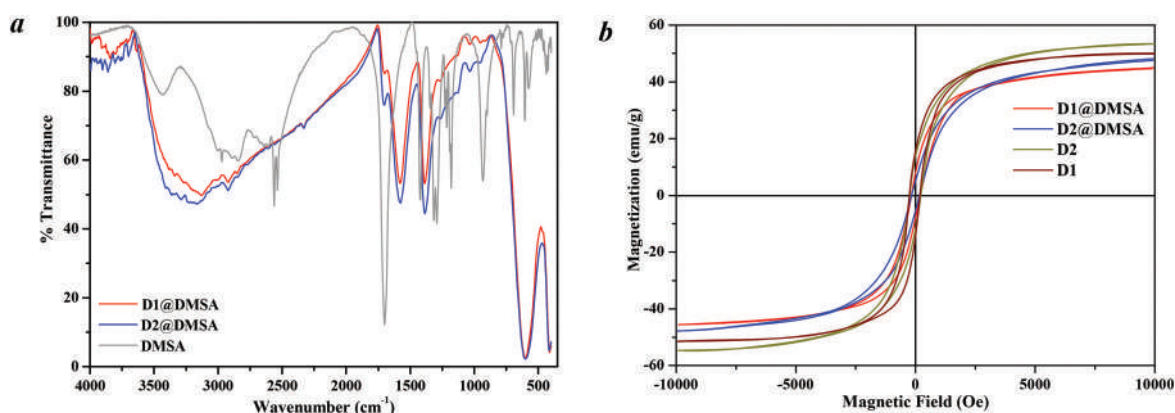 a
% Transmittance
100
80
60
40
20
0
D1@DMSA
D2@DMSA
DMSA
4000 3500 3000 2500 2000 1500 1000 500
Wavenumber (cm⁻¹)
b
Magnetization (emu/g)
60
40
20
0
-20
-40
-60
D1@DMSA
D2@DMSA
D2
D1
-10000 -5000 0 5000 10000
Magnetic Field (Oe)